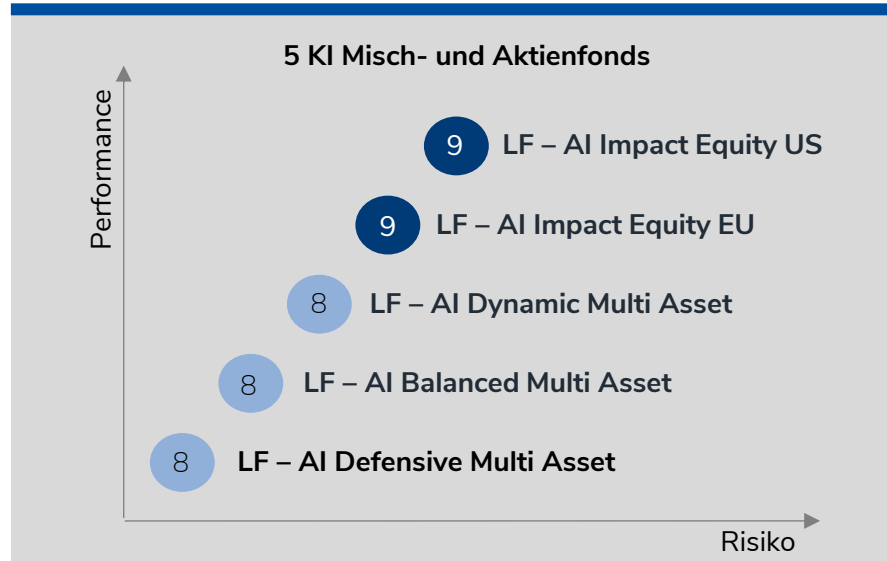 5 KI Misch- und Aktienfonds
Performance
9 LF – AI Impact Equity US
9 LF – AI Impact Equity EU
8 LF – AI Dynamic Multi Asset
8 LF – AI Balanced Multi Asset
8 LF – AI Defensive Multi Asset
Risiko